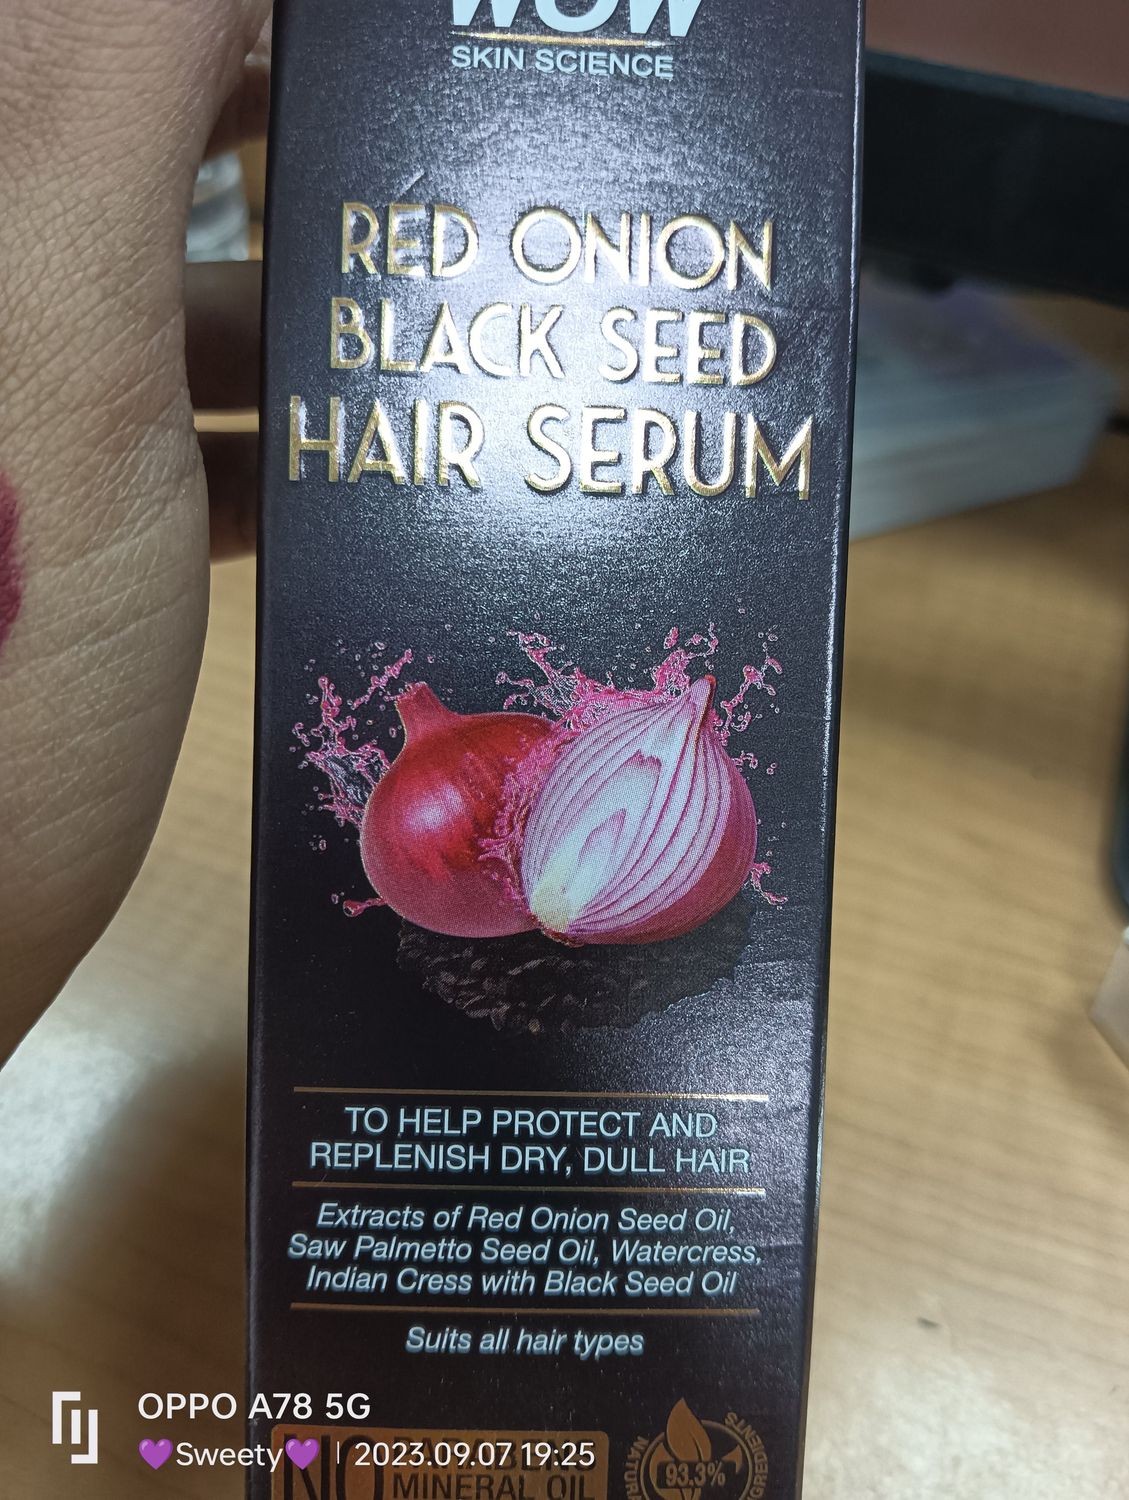 WOW
SKIN SCIENCE
RED ONION
BLACK SEED
HAIR SERUM
TO HELP PROTECT AND
REPLENISH DRY, DULL HAIR
Extracts of Red Onion Seed Oil,
Saw Palmetto Seed Oil, Watercress,
Indian Cress with Black Seed Oil
Suits all hair types
NO
PARABENS
MINERAL OIL
93.3%
OPPO A78 5G
💜Sweety💜 | 2023.09.07 19:25